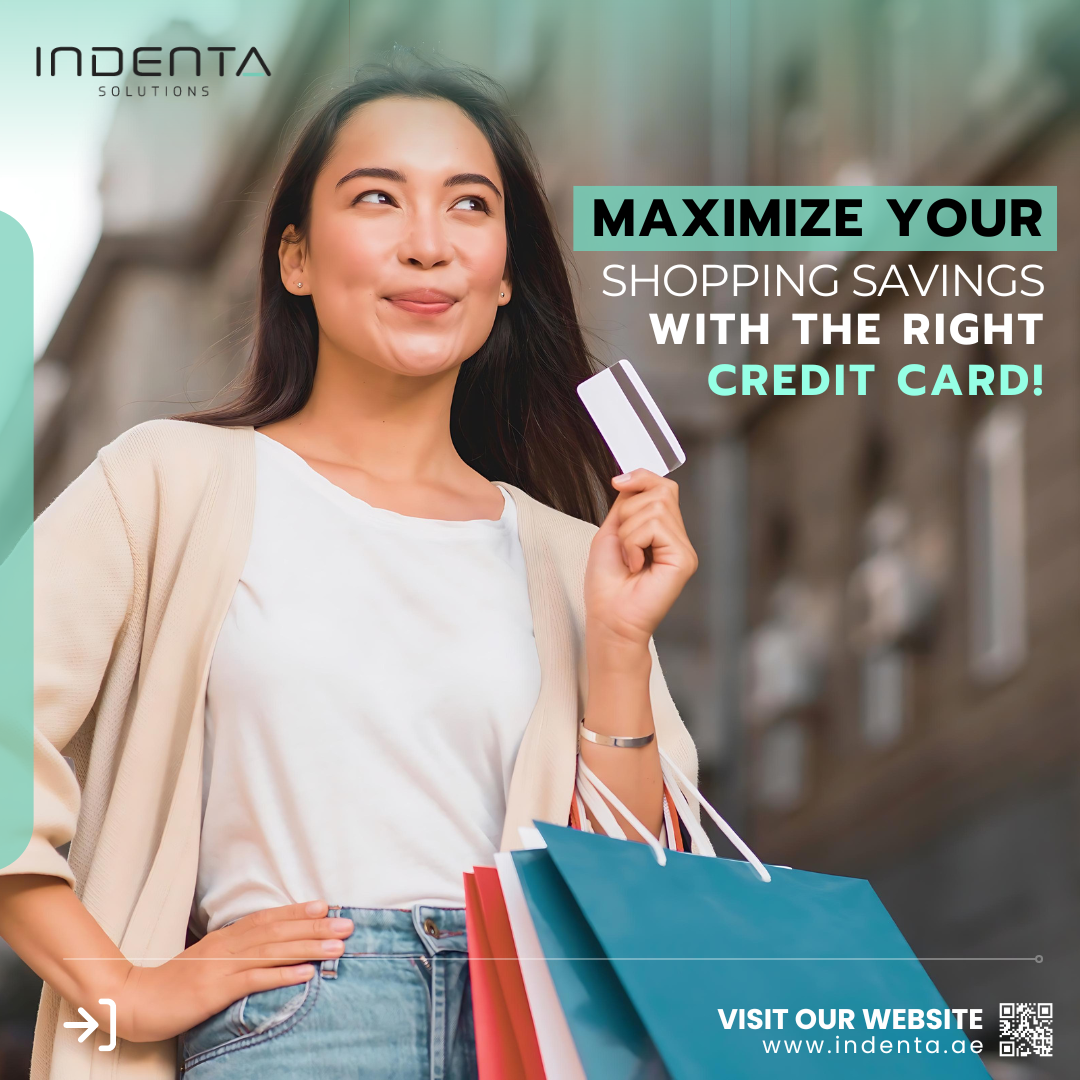 INDENTA
SOLUTIONS
MAXIMIZE YOUR
SHOPPING SAVINGS
WITH THE RIGHT
CREDIT CARD!
VISIT OUR WEBSITE
www.indenta.ae